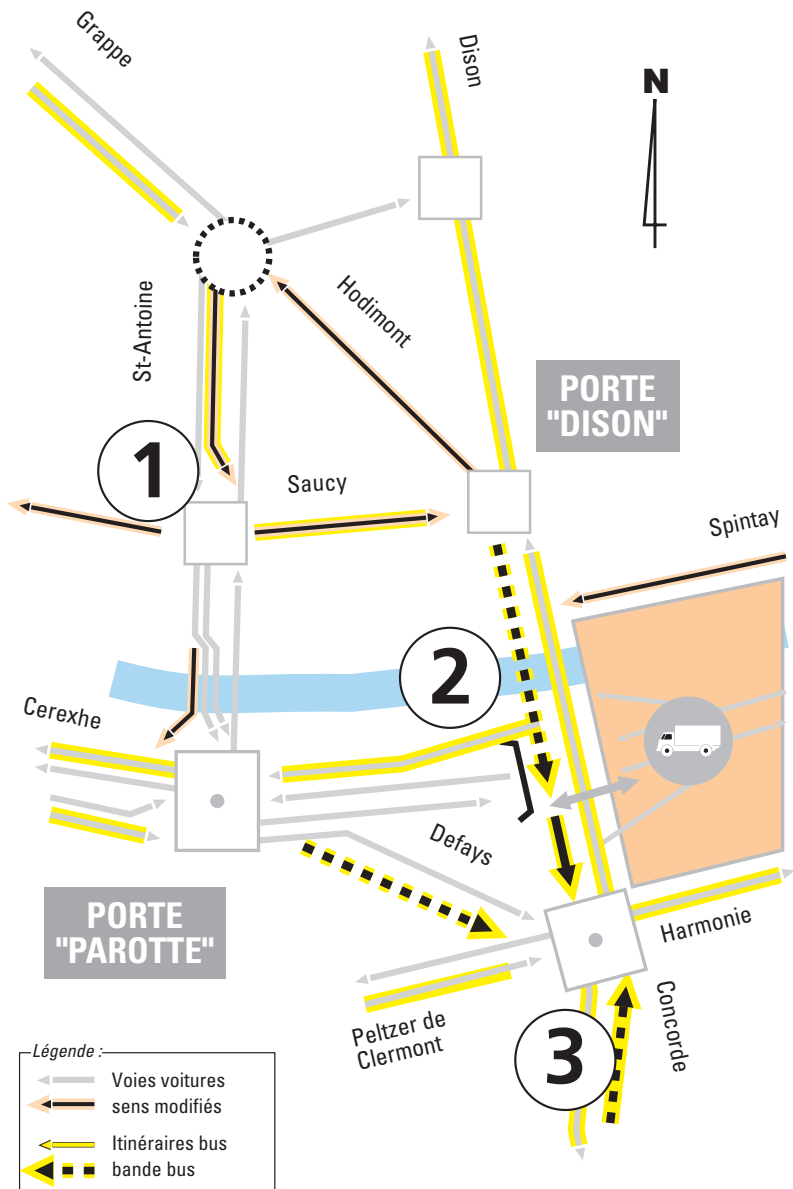 Grappe
Dison
N
St-Antoine
Hodimont
PORTE
"DISON"
1
Saucy
Spintay
2
Cerexhe
Defays
PORTE
"PAROTTE"
Harmonie
Peltzer de
Clermont
Concorde
3
Légende :
Voies voitures
sens modifiés
Itinéraires bus
bande bus